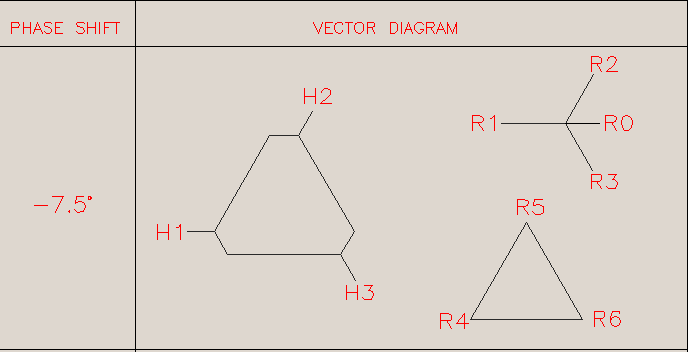 PHASE SHIFT
VECTOR DIAGRAM
-7.5°
H2
H1
H3
R2
R1
R0
R3
R5
R4
R6